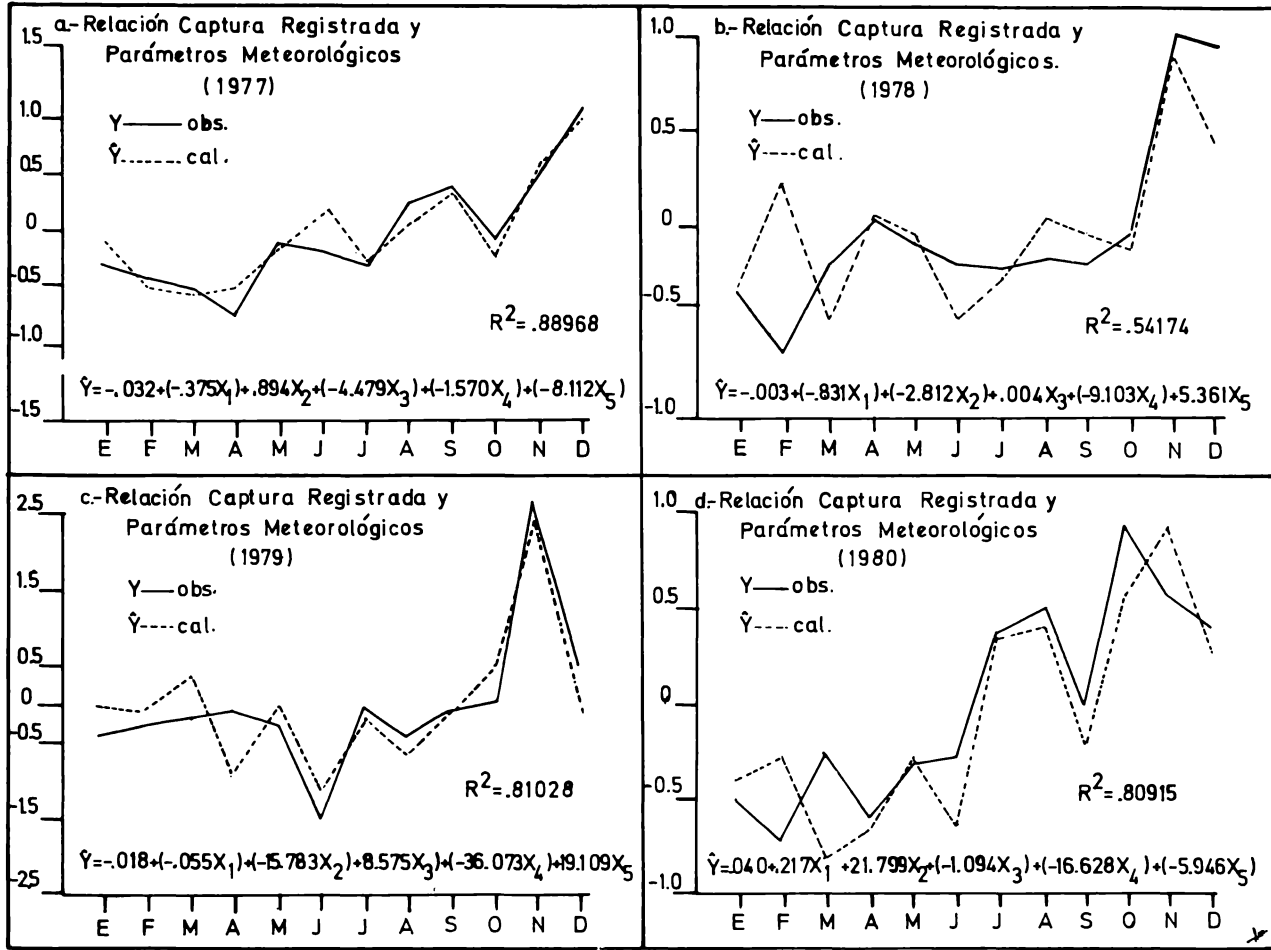 a.-Relación Captura Registrada y
Parámetros Meteorológicos
(1977)
Y obs.
Ŷ cal.
1.5
1.0
0.5
0
-0.5
-1.0
-1.5
R²=.88968
Ŷ=-.032+(-.375X₁)+.894X₂+(-4.479X₃)+(-1.570X₄)+(-8.112X₅)
E F M A M J J A S O N D
b.-Relación Captura Registrada y
Parámetros Meteorológicos.
(1978)
Y obs.
Ŷ cal.
1.0
0.5
0
-0.5
-1.0
R²=.54174
Ŷ=-.003+(-.831X₁)+(-2.812X₂)+.004X₃+(-9.103X₄)+5.361X₅
E F M A M J J A S O N D
c.-Relación Captura Registrada y
Parámetros Meteorológicos
(1979)
Y obs.
Ŷ cal.
2.5
1.5
0.5
0
-0.5
-1.5
-2.5
R²=.81028
Ŷ=-.018+(-.055X₁)+(-15.783X₂)+8.575X₃)+(-36.073X₄)+19.109X₅
E F M A M J J A S O N D
d.-Relación Captura Registrada y
Parámetros Meteorológicos
(1980)
Y obs.
Ŷ cal.
1.0
0.5
0
-0.5
-1.0
R²=.80915
Ŷ=.040+.217X₁+21.799X₂+(-1.094X₃)+(-16.628X₄)+(-5.946X₅)
E F M A M J J A S O N D